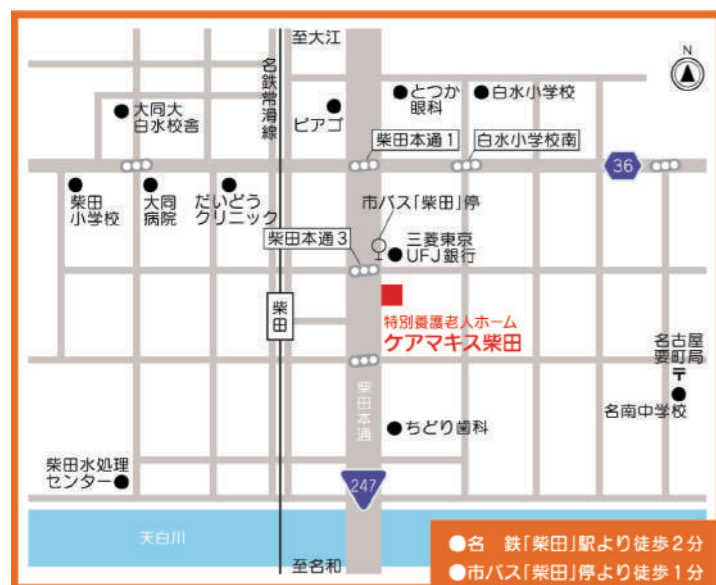 至大江
N
名鉄常滑線
大同大
白水校舎
ピアゴ
とつか
眼科
白水小学校
柴田本通1
白水小学校南
36
柴田
小学校
大同
病院
だいどう
クリニック
市バス「柴田」停
柴田本通3
三菱東京
UFJ銀行
柴田
特別養護老人ホーム
ケアマキス柴田
名古屋
要町局
〒
名南中学校
柴田本通
ちどり歯科
柴田水処理
センター
247
天白川
至名和
●名 鉄「柴田」駅より徒歩2分
●市バス「柴田」停より徒歩1分